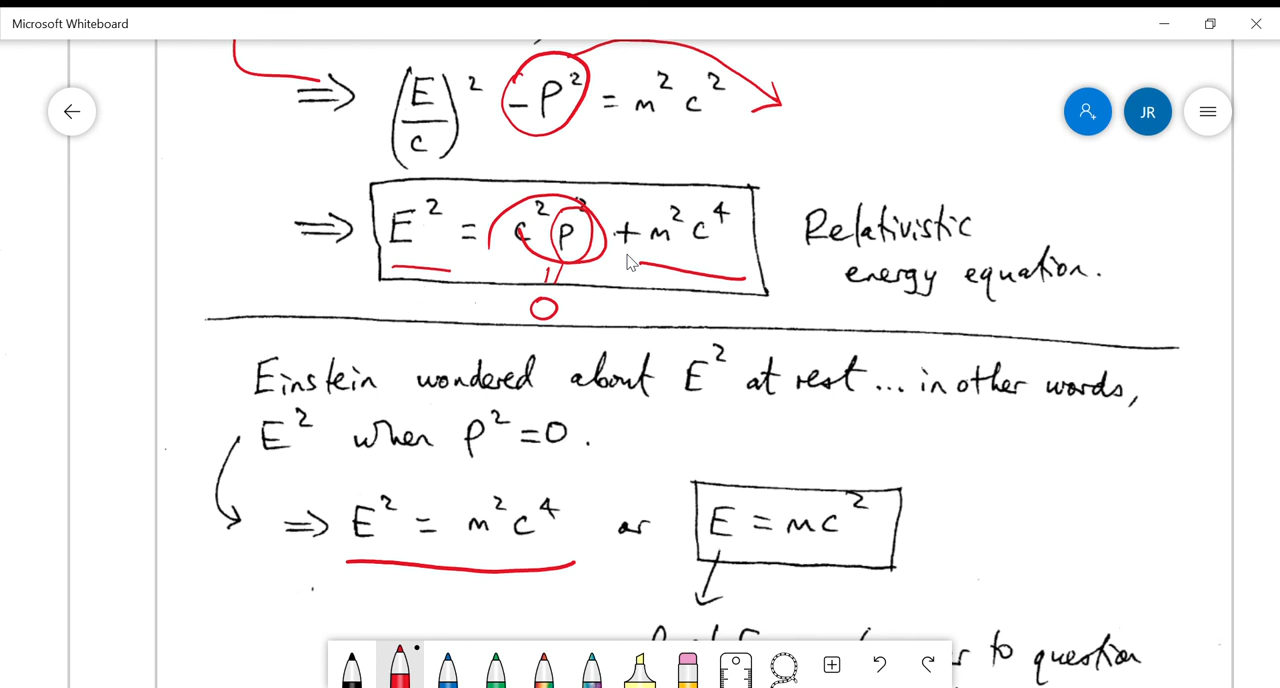 Microsoft Whiteboard
JR
⇒ (E/c)² - p² = m²c²
⇒ E² = c²p² + m²c⁴ Relativistic
energy equation.
0
Einstein wondered about E² at rest... in other words,
E² when p² = 0.
⇒ E² = m²c⁴ or E = mc²
to question